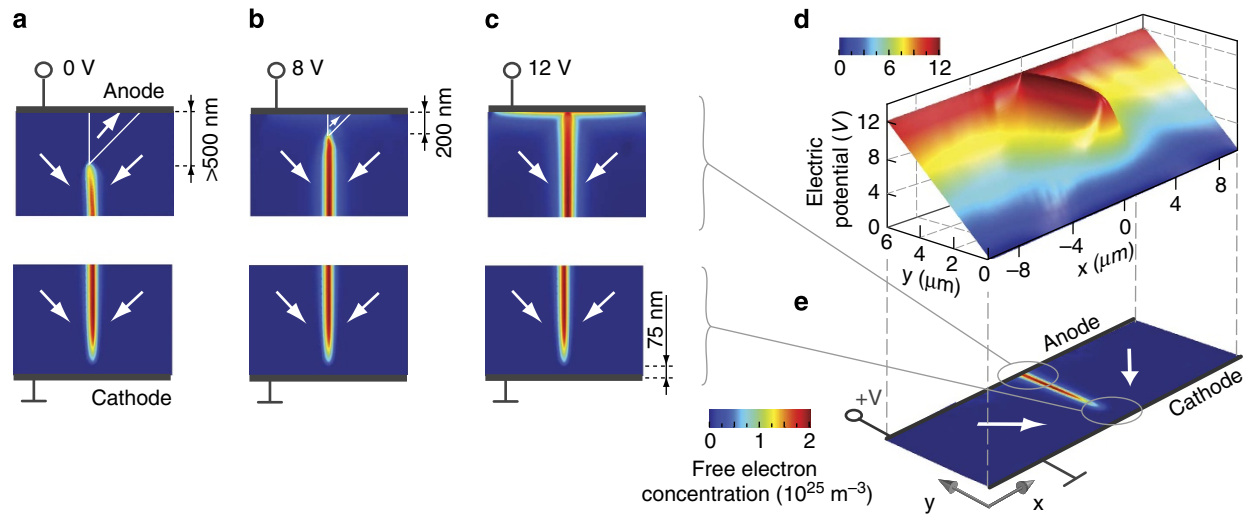 a
0 V
Anode
>500 nm
Cathode
b
8 V
200 nm
c
12 V
75 nm
d
0 6 12
Electric
potential (V)
12
8
4
0
6 4 2 0
y (μm)
−8 −4 0 4 8
x (μm)
e
Anode
Cathode
+V
y x
0 1 2
Free electron
concentration (10²⁵ m⁻³)